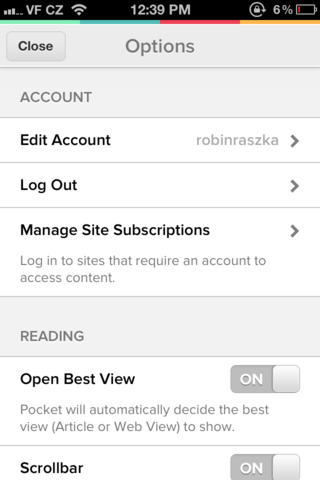 VF CZ 12:39 PM 6%
Close Options
ACCOUNT
Edit Account robinraszka
Log Out
Manage Site Subscriptions
Log in to sites that require an account to
access content.
READING
Open Best View ON
Pocket will automatically decide the best
view (Article or Web View) to show.
Scrollbar ON